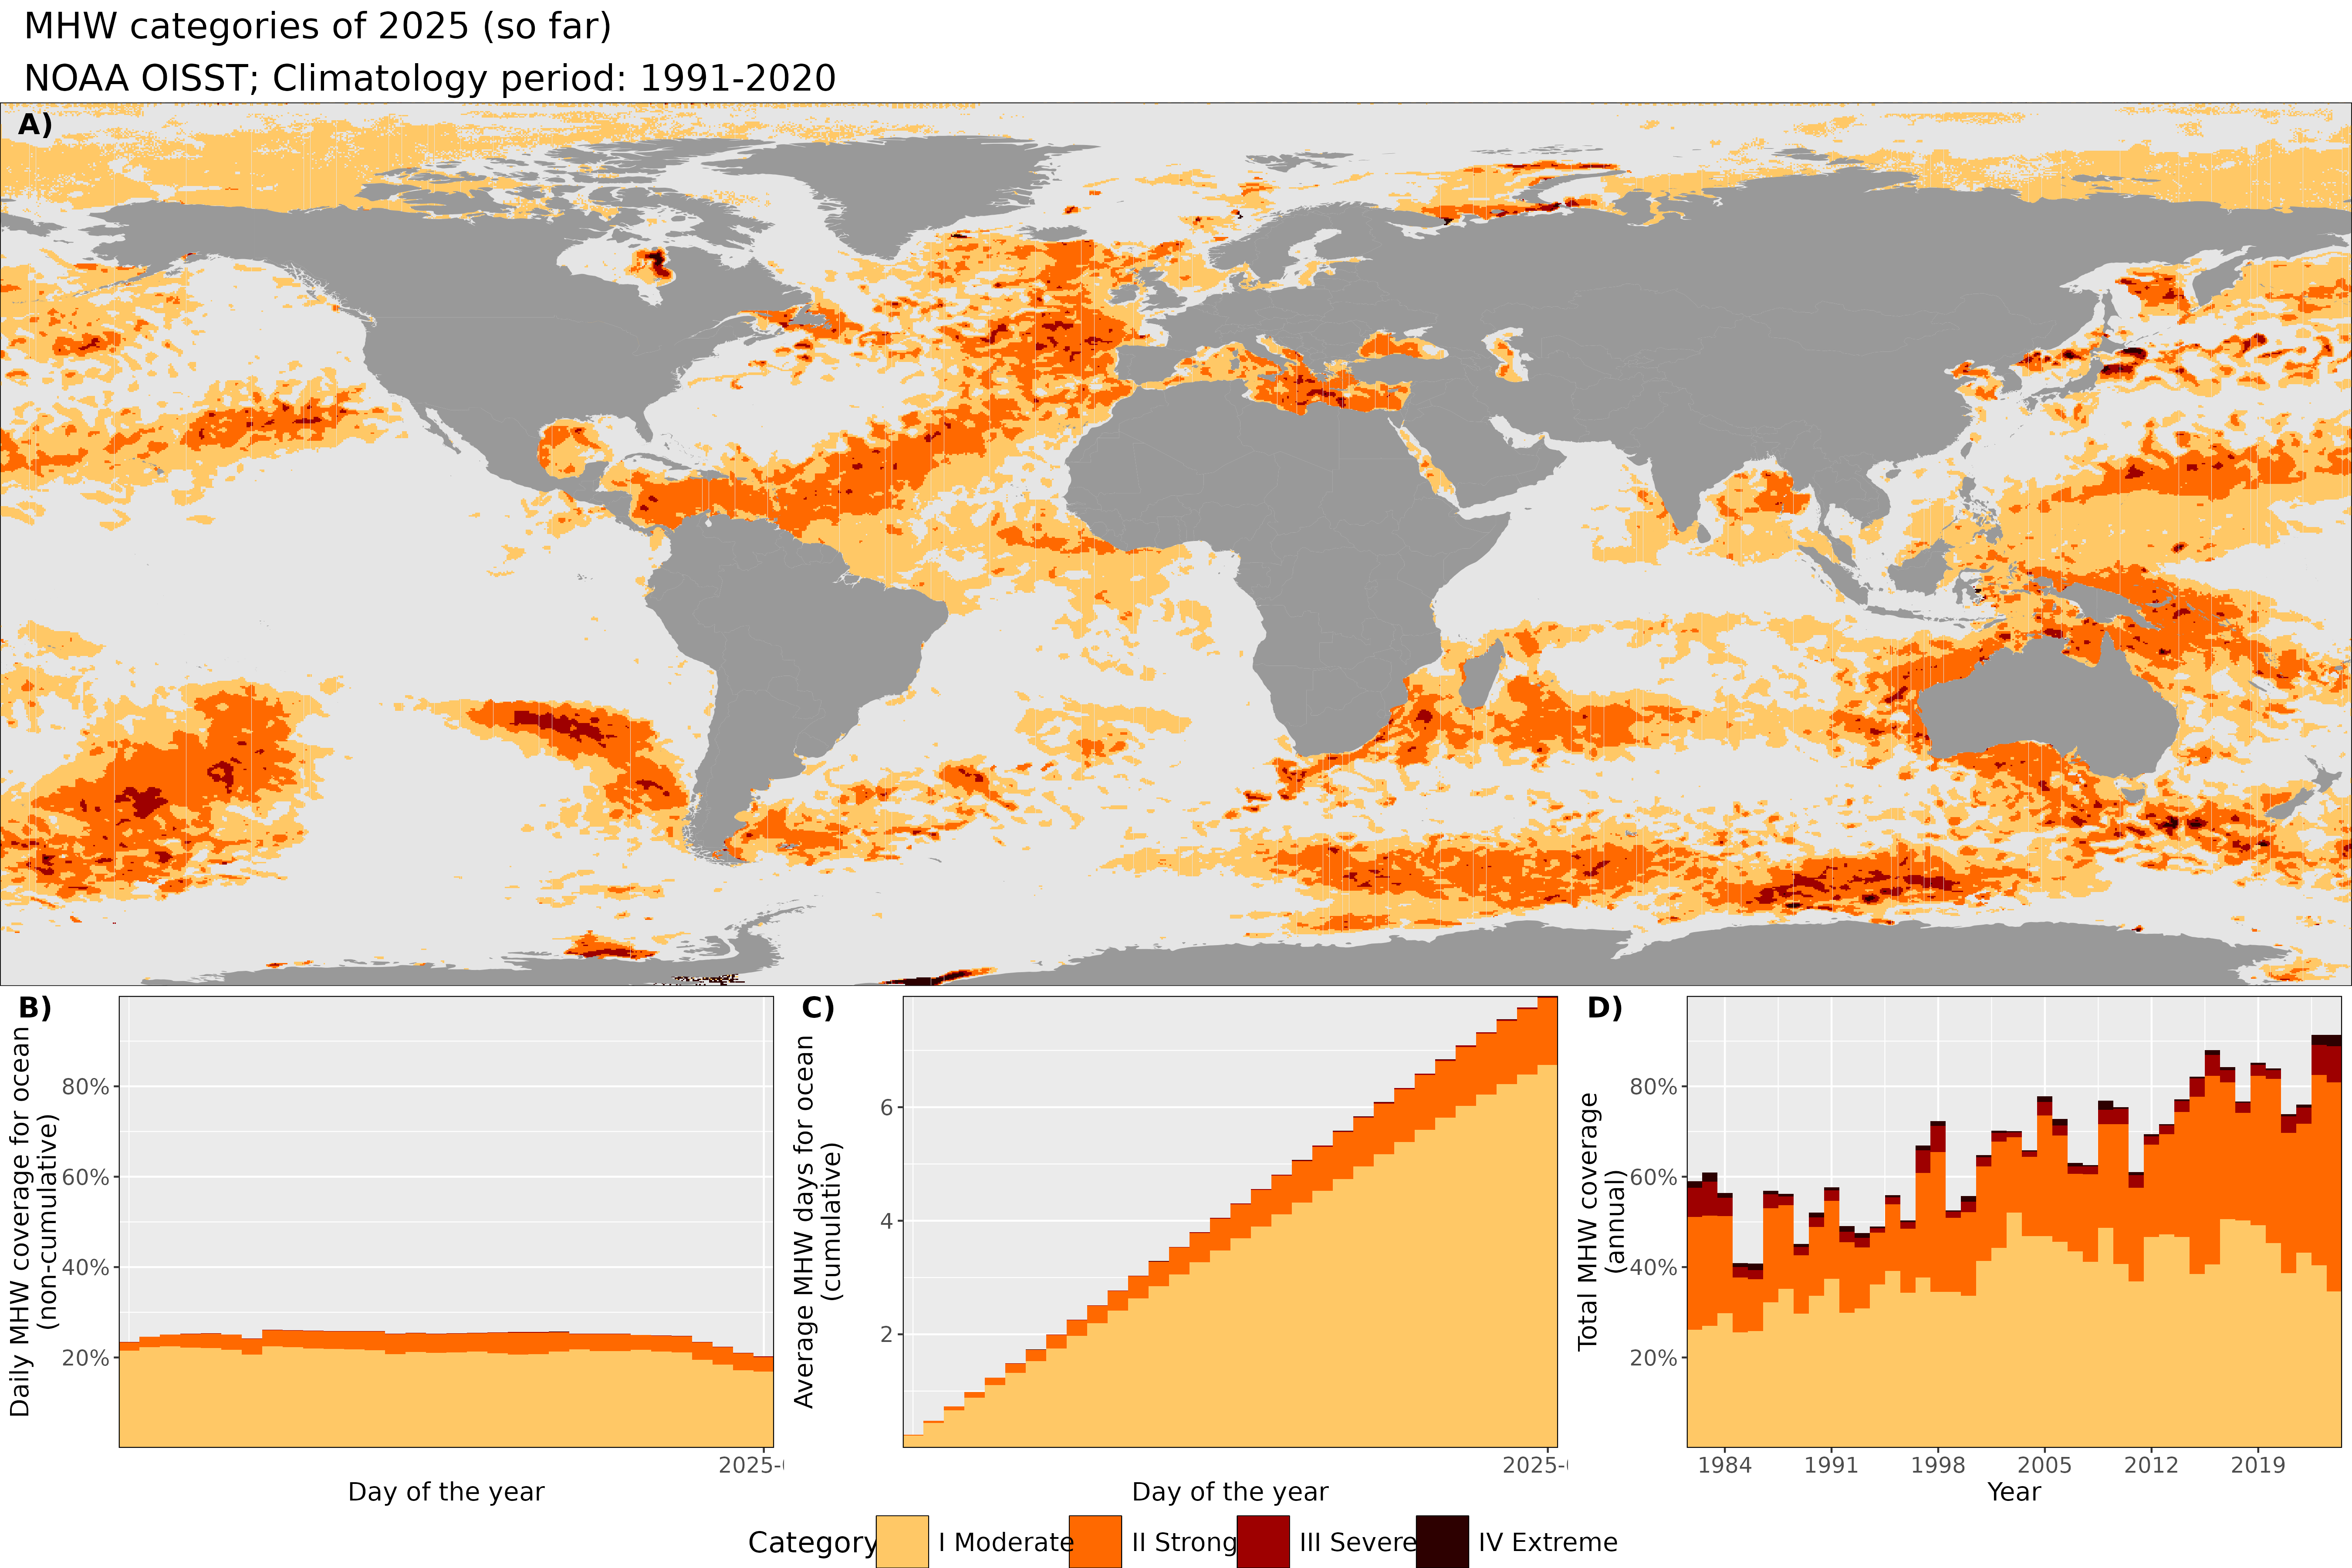 MHW categories of 2025 (so far)
NOAA OISST; Climatology period: 1991-2020
A)
B)
Daily MHW coverage for ocean
(non-cumulative)
80%
60%
40%
20%
2025-
Day of the year
C)
Average MHW days for ocean
(cumulative)
6
4
2
2025-
Day of the year
D)
Total MHW coverage
(annual)
80%
60%
40%
20%
1984 1991 1998 2005 2012 2019
Year
Category I Moderate II Strong III Severe IV Extreme